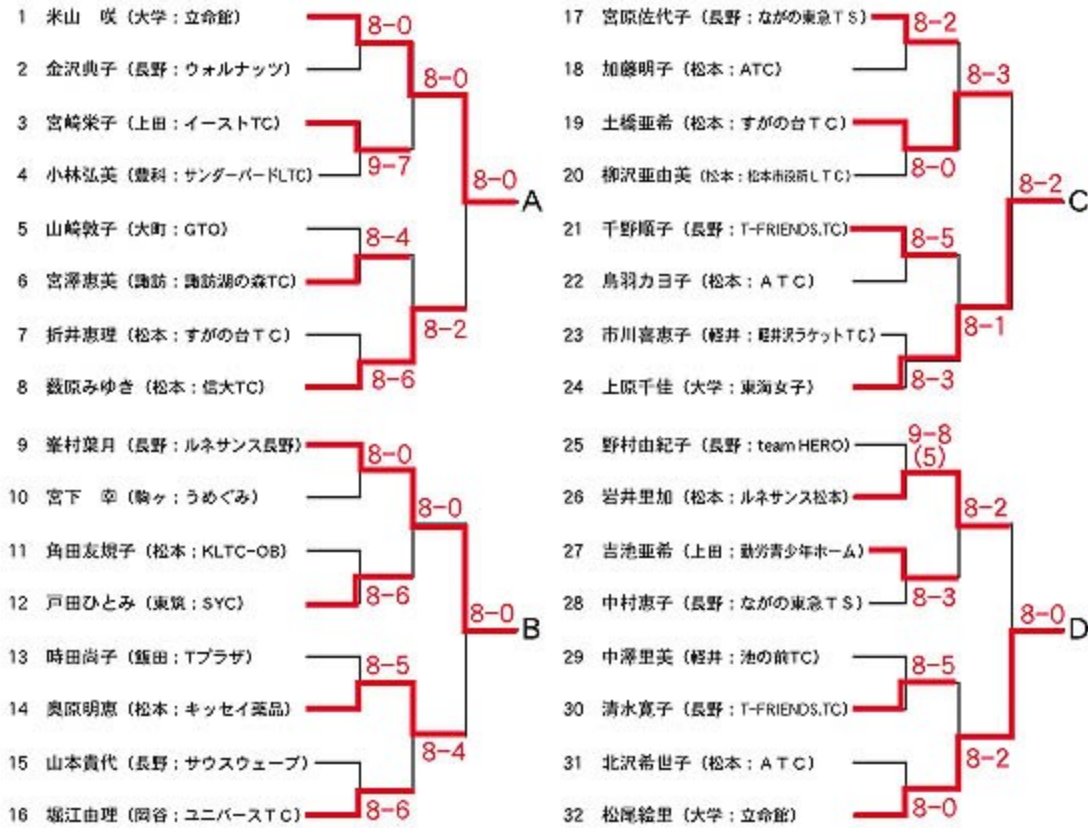 1 米山　咲（大学：立命館）
8-0
2 金沢典子（長野：ウォルナッツ）
8-0
3 宮崎栄子（上田：イーストTC）
9-7
4 小林弘美（豊科：サンダーバードLTC）
8-0 A
5 山崎敦子（大町：GTO）
8-4
6 宮澤恵美（諏訪：諏訪湖の森TC）
8-2
7 折井恵理（松本：すがの台TC）
8-6
8 薮原みゆき（松本：信大TC）
9 峯村葉月（長野：ルネサンス長野）
8-0
10 宮下　幸（駒ヶ：うめぐみ）
8-0
11 角田友規子（松本：KLTC-OB）
8-6
12 戸田ひとみ（東筑：SYC）
8-0 B
13 時田尚子（飯田：Tプラザ）
8-5
14 奥原明恵（松本：キッセイ薬品）
8-4
15 山本貴代（長野：サウスウェーブ）
8-6
16 堀江由理（岡谷：ユニバースTC）
17 宮原佐代子（長野：ながの東急TS）
8-2
18 加藤明子（松本：ATC）
8-3
19 土橋亜希（松本：すがの台TC）
8-0
20 柳沢亜由美（松本：松本市役所LTC）
8-2 C
21 千野順子（長野：T-FRIENDS.TC）
8-5
22 鳥羽カヨ子（松本：ATC）
8-1
23 市川喜恵子（軽井：軽井沢ラケットTC）
8-3
24 上原千佳（大学：東海女子）
25 野村由紀子（長野：team HERO）
9-8
(5)
26 岩井里加（松本：ルネサンス松本）
8-2
27 吉池亜希（上田：勤労青少年ホーム）
8-3
28 中村恵子（長野：ながの東急TS）
8-0 D
29 中澤里美（軽井：池の前TC）
8-5
30 清水寛子（長野：T-FRIENDS.TC）
8-2
31 北沢希世子（松本：ATC）
8-0
32 松尾絵里（大学：立命館）